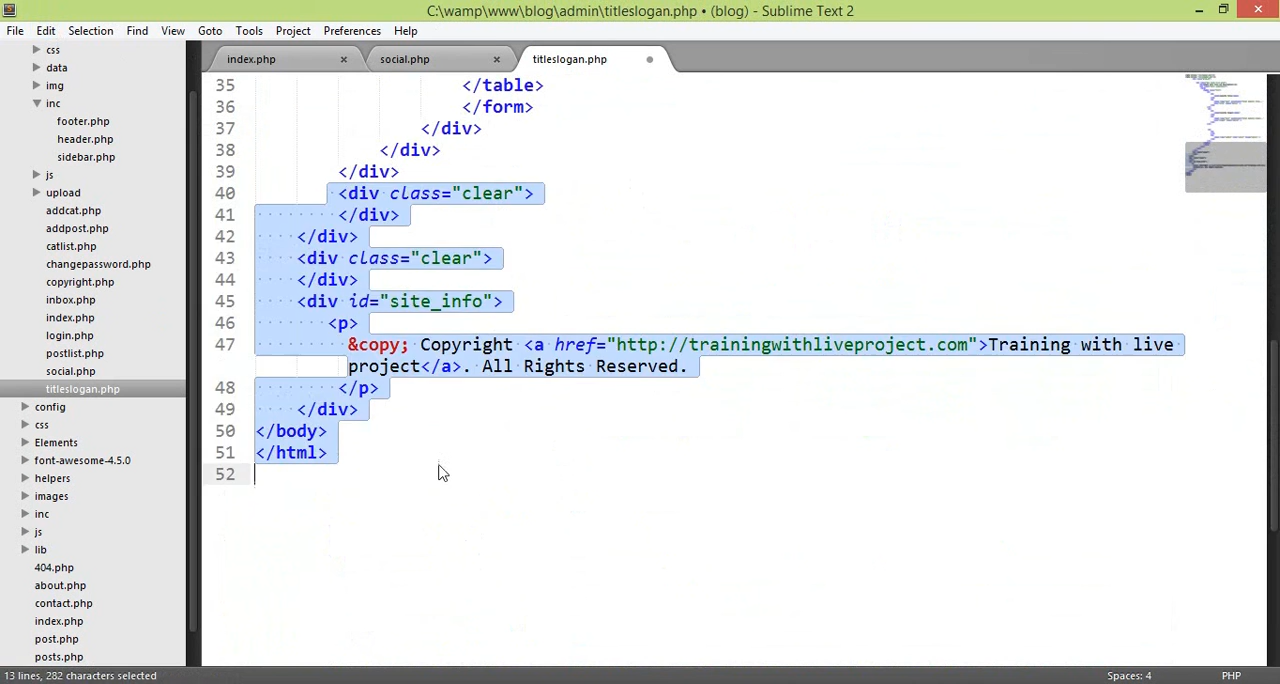 C:\wamp\www\blog\admin\titleslogan.php • (blog) - Sublime Text 2
File Edit Selection Find View Goto Tools Project Preferences Help
css
data
img
inc
footer.php
header.php
sidebar.php
js
upload
addcat.php
addpost.php
catlist.php
changepassword.php
copyright.php
inbox.php
index.php
login.php
postlist.php
social.php
titleslogan.php
config
css
Elements
font-awesome-4.5.0
helpers
images
inc
js
lib
404.php
about.php
contact.php
index.php
post.php
posts.php
index.php social.php titleslogan.php
35 </table>
36 </form>
37 </div>
38 </div>
39 </div>
40 <div class="clear">
41 </div>
42 </div>
43 <div class="clear">
44 </div>
45 <div id="site_info">
46 <p>
47 &copy; Copyright <a href="http://trainingwithliveproject.com">Training with live
project</a>. All Rights Reserved.
48 </p>
49 </div>
50 </body>
51 </html>
52
13 lines, 282 characters selected Spaces: 4 PHP